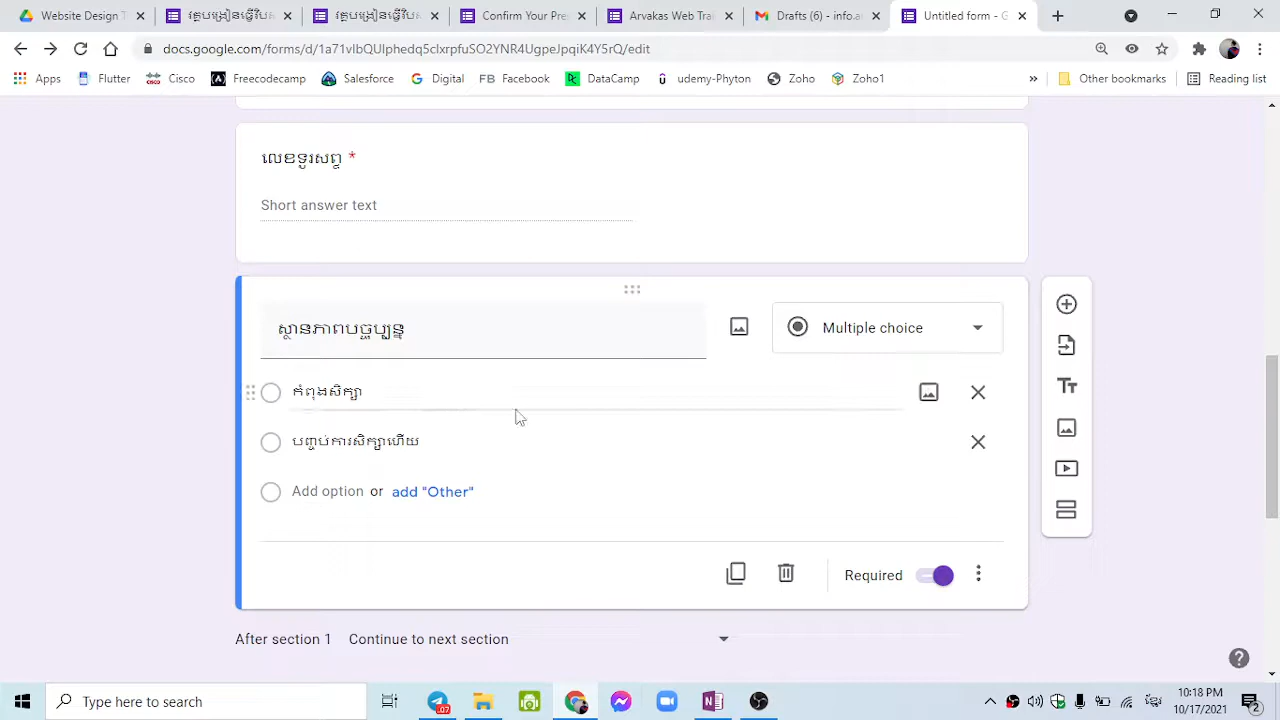 Website Design T
Confirm Your Pre
Arvakas Web Tra
Drafts (6) - info.a
Untitled form - G
docs.google.com/forms/d/1a71vIbQUIphedq5clxrpfuSO2YNR4UgpeJpqiK4Y5rQ/edit
Apps
Flutter
Cisco
Freecodecamp
Salesforce
Digital
FB Facebook
DataCamp
udemy-Phyton
Zoho
Zoho1
»
Other bookmarks
Reading list
លេខទូរសព្ទ *
Short answer text
ស្ថានភាពបច្ចុប្បន្ន
Multiple choice
កំពុងសិក្សា
បញ្ចប់ការសិក្សាហើយ
Add option or add "Other"
Required
After section 1 Continue to next section
Type here to search
10:18 PM
10/17/2021